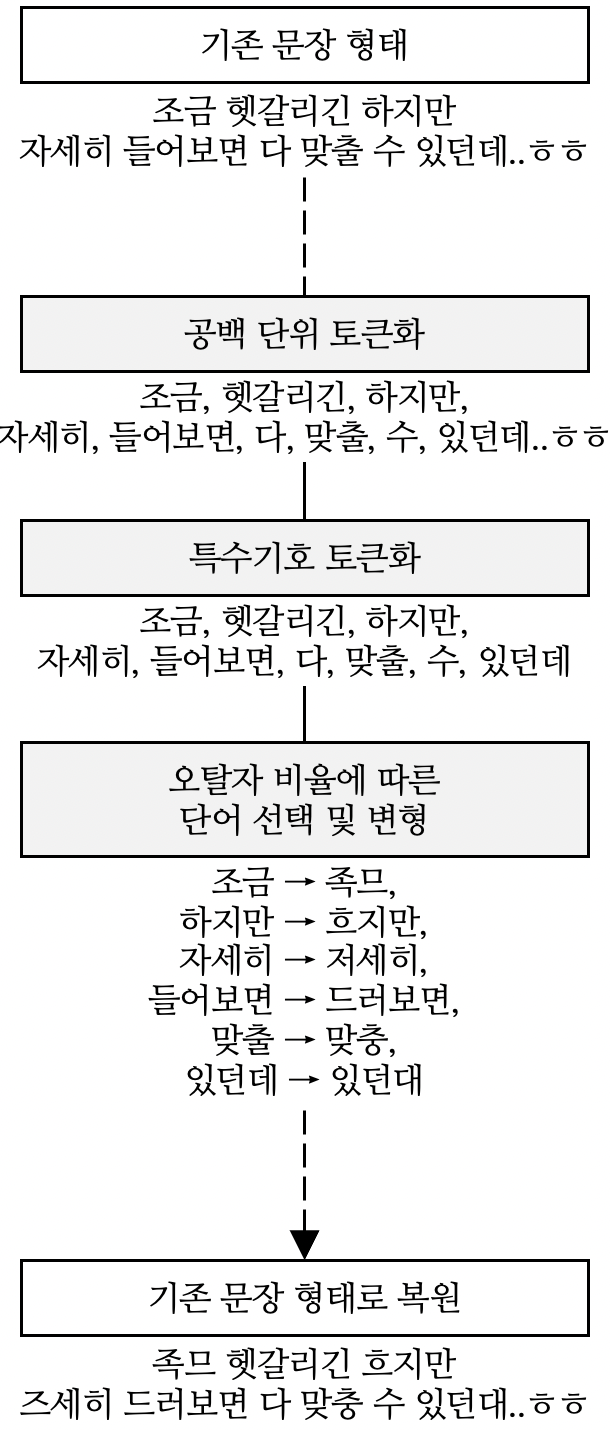 기존 문장 형태
조금 헷갈리긴 하지만
자세히 들어보면 다 맞출 수 있던데..ㅎㅎ
공백 단위 토큰화
조금, 헷갈리긴, 하지만,
자세히, 들어보면, 다, 맞출, 수, 있던데..ㅎㅎ
특수기호 토큰화
조금, 헷갈리긴, 하지만,
자세히, 들어보면, 다, 맞출, 수, 있던데
오탈자 비율에 따른
단어 선택 및 변형
조금 → 족므,
하지만 → 흐지만,
자세히 → 저세히,
들어보면 → 드러보면,
맞출 → 맞충,
있던데 → 있던대
기존 문장 형태로 복원
족므 헷갈리긴 흐지만
즈세히 드러보면 다 맞충 수 있던대..ㅎㅎ